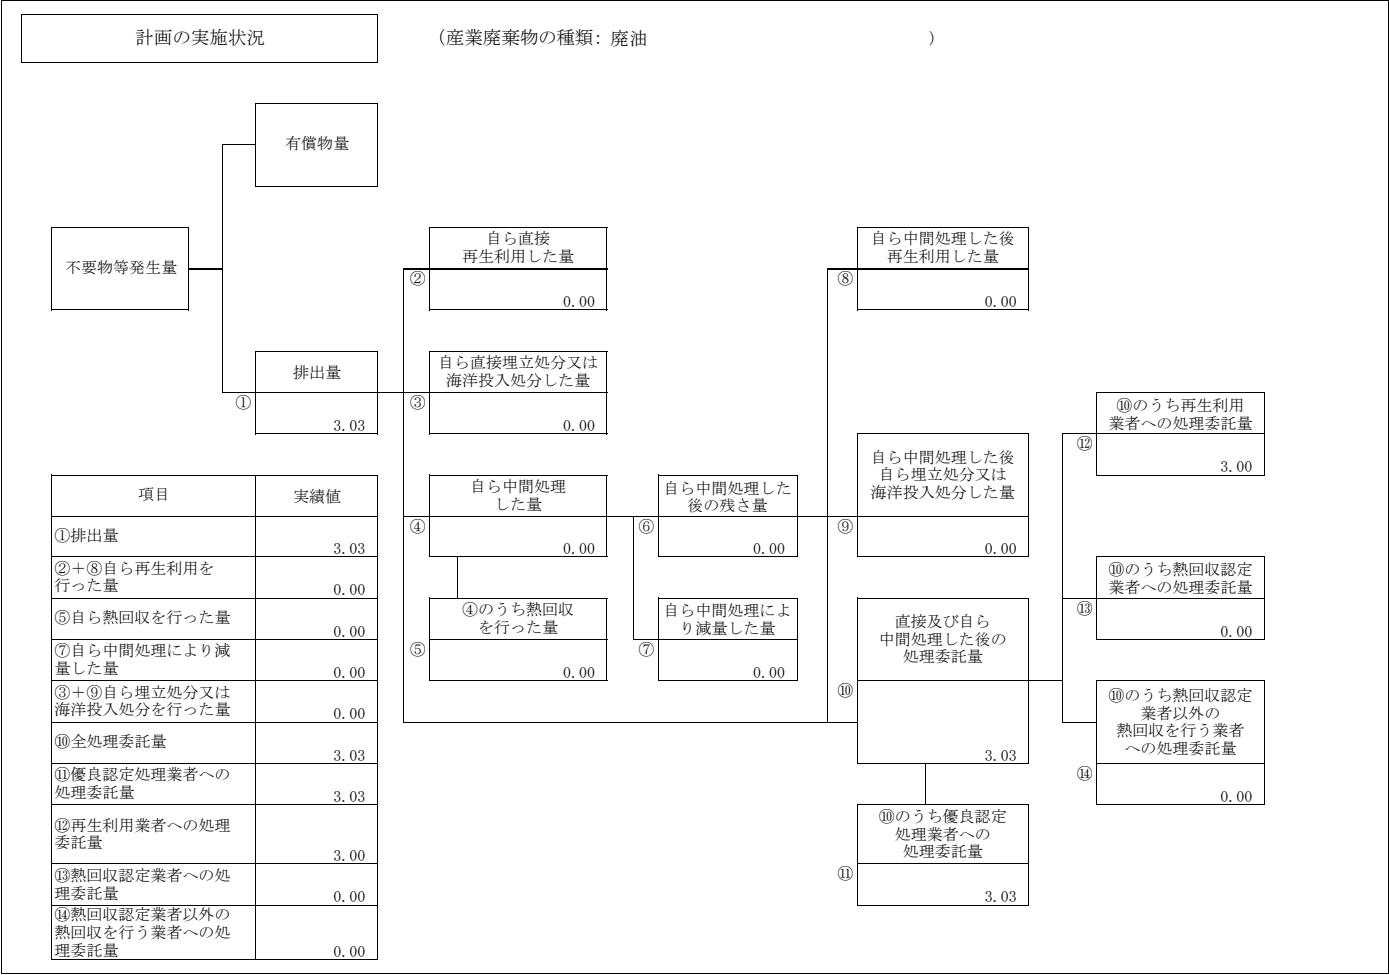 計画の実施状況
（産業廃棄物の種類：廃油　）
有償物量
不要物等発生量
自ら直接
再生利用した量
②
0.00
自ら中間処理した後
再生利用した量
⑧
0.00
排出量
①
3.03
自ら直接埋立処分又は
海洋投入処分した量
③
0.00
⑩のうち再生利用
業者への処理委託量
⑫
3.00
自ら中間処理
した量
④
0.00
自ら中間処理した
後の残さ量
⑥
0.00
自ら中間処理した後
自ら埋立処分又は
海洋投入処分した量
⑨
0.00
⑩のうち熱回収認定
業者への処理委託量
⑬
0.00
④のうち熱回収
を行った量
⑤
0.00
自ら中間処理によ
り減量した量
⑦
0.00
直接及び自ら
中間処理した後の
処理委託量
⑩
3.03
⑩のうち熱回収認定
業者以外の
熱回収を行う業者
への処理委託量
⑭
0.00
⑩のうち優良認定
処理業者への
処理委託量
⑪
3.03
項目 実績値
①排出量
3.03
②＋⑧自ら再生利用を
行った量
0.00
⑤自ら熱回収を行った量
0.00
⑦自ら中間処理により減
量した量
0.00
③＋⑨自ら埋立処分又は
海洋投入処分を行った量
0.00
⑩全処理委託量
3.03
⑪優良認定処理業者への
処理委託量
3.03
⑫再生利用業者への処理
委託量
3.00
⑬熱回収認定業者への処
理委託量
0.00
⑭熱回収認定業者以外の
熱回収を行う業者への処
理委託量
0.00